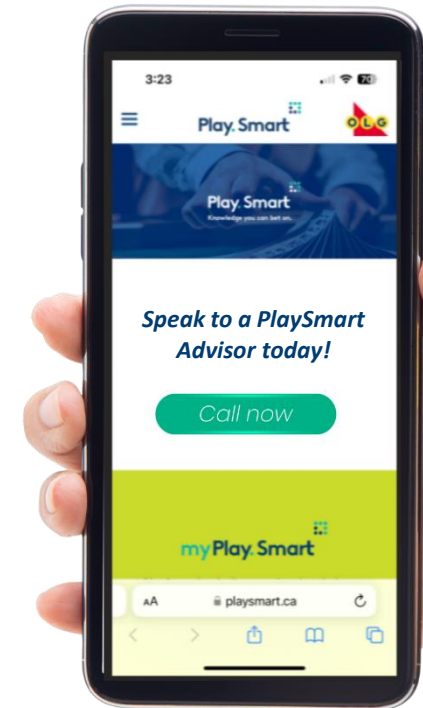 3:23
70
Play.Smart
OLG
Play.Smart
Knowledge you can bet on.
Speak to a PlaySmart
Advisor today!
Call now
myPlay.Smart
AA
playsmart.ca